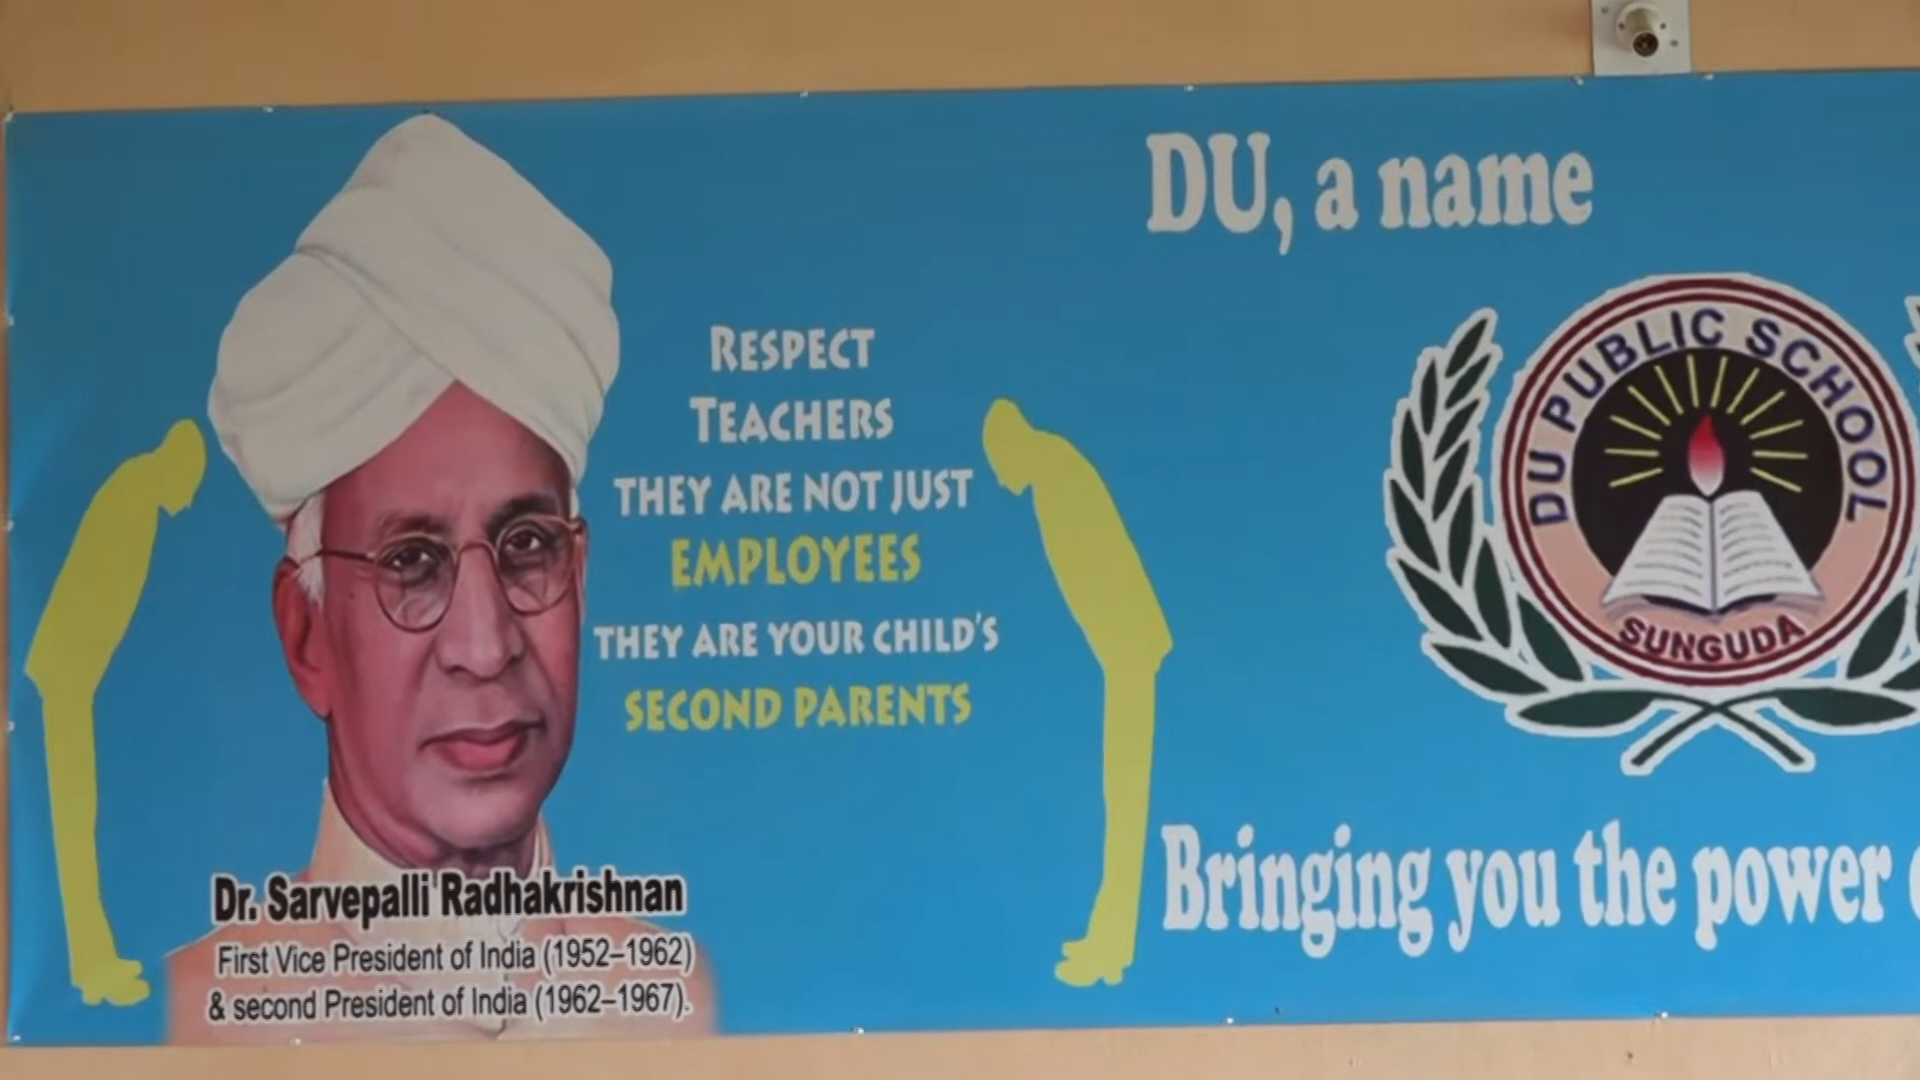 RESPECT
TEACHERS
THEY ARE NOT JUST
EMPLOYEES
THEY ARE YOUR CHILD'S
SECOND PARENTS
Dr. Sarvepalli Radhakrishnan
First Vice President of India (1952–1962)
& second President of India (1962–1967).
DU, a name
DU PUBLIC SCHOOL
SUNGUDA
Bringing you the power